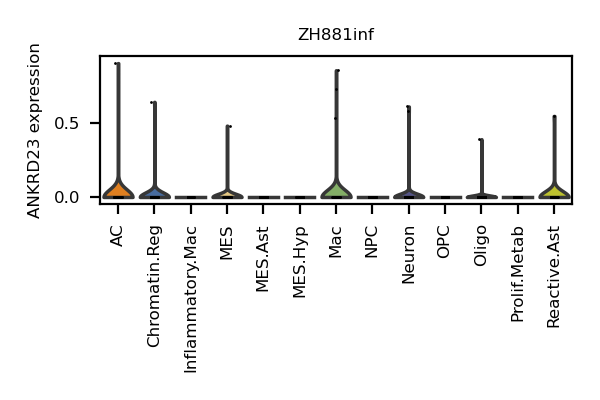 ZH881inf
ANKRD23 expression
0.5
0.0
AC
Chromatin.Reg
Inflammatory.Mac
MES
MES.Ast
MES.Hyp
Mac
NPC
Neuron
OPC
Oligo
Prolif.Metab
Reactive.Ast